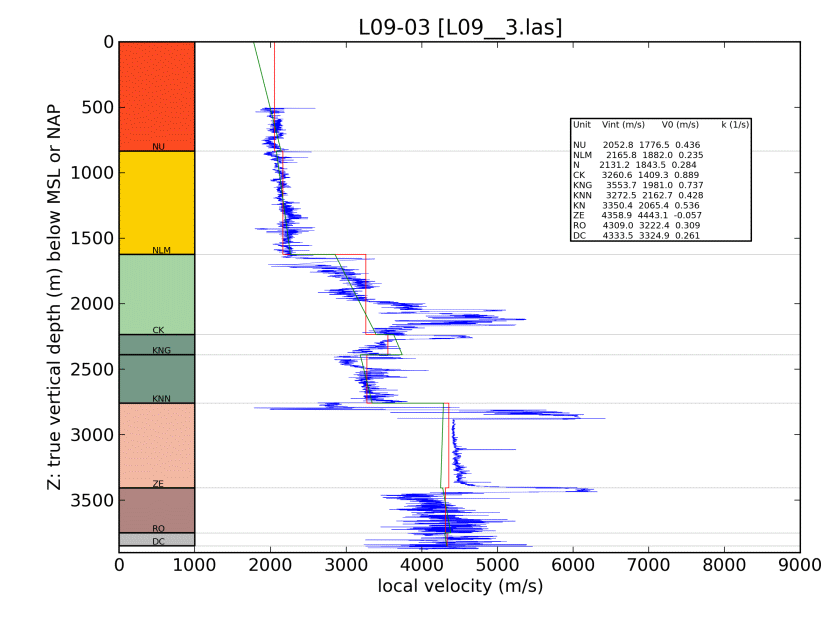 L09-03 [L09__3.las]
Z: true vertical depth (m) below MSL or NAP
0
500
1000
1500
2000
2500
3000
3500
NU
NLM
CK
KNG
KNN
ZE
RO
DC
Unit Vint (m/s) V0 (m/s) k (1/s)
NU 2052.8 1776.5 0.436
NLM 2165.8 1882.0 0.235
N 2131.2 1843.5 0.284
CK 3260.6 1409.3 0.889
KNG 3553.7 1981.0 0.737
KNN 3272.5 2162.7 0.428
KN 3350.4 2065.4 0.536
ZE 4358.9 4443.1 -0.057
RO 4309.0 3222.4 0.309
DC 4333.5 3324.9 0.261
0 1000 2000 3000 4000 5000 6000 7000 8000 9000
local velocity (m/s)